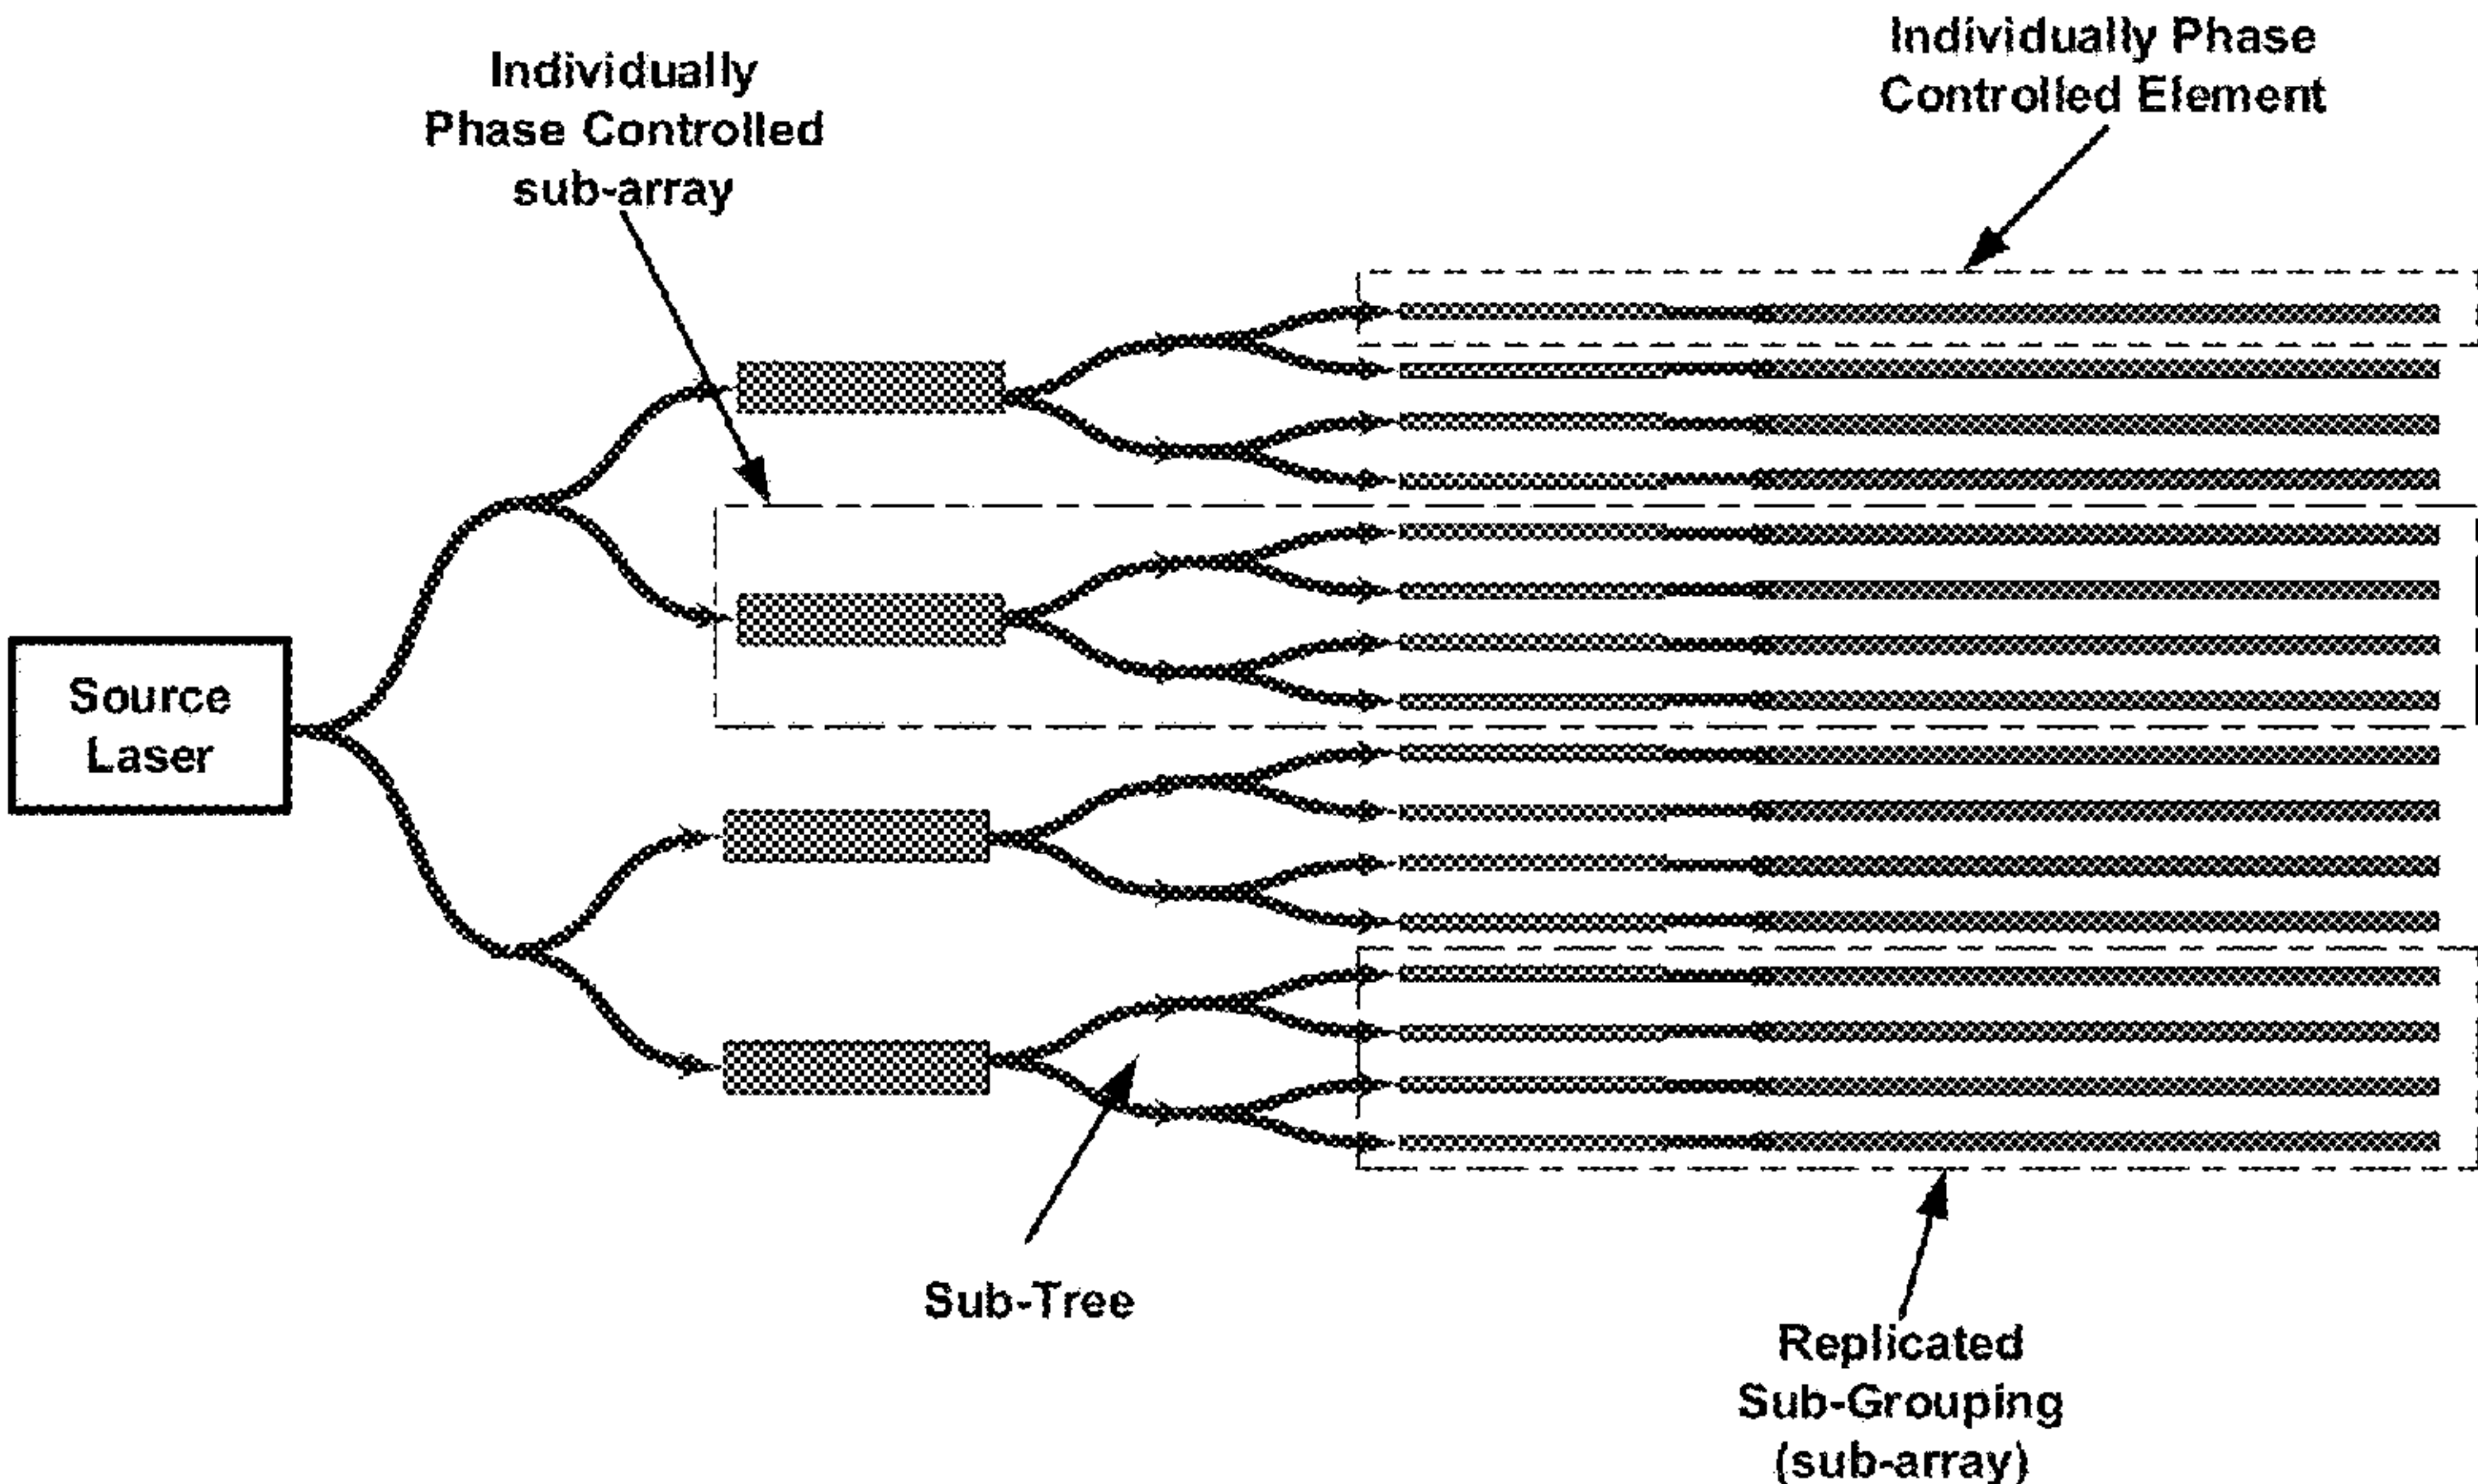 Individually
Phase Controlled
sub-array
Individually Phase
Controlled Element
Source
Laser
Sub-Tree
Replicated
Sub-Grouping
(sub-array)